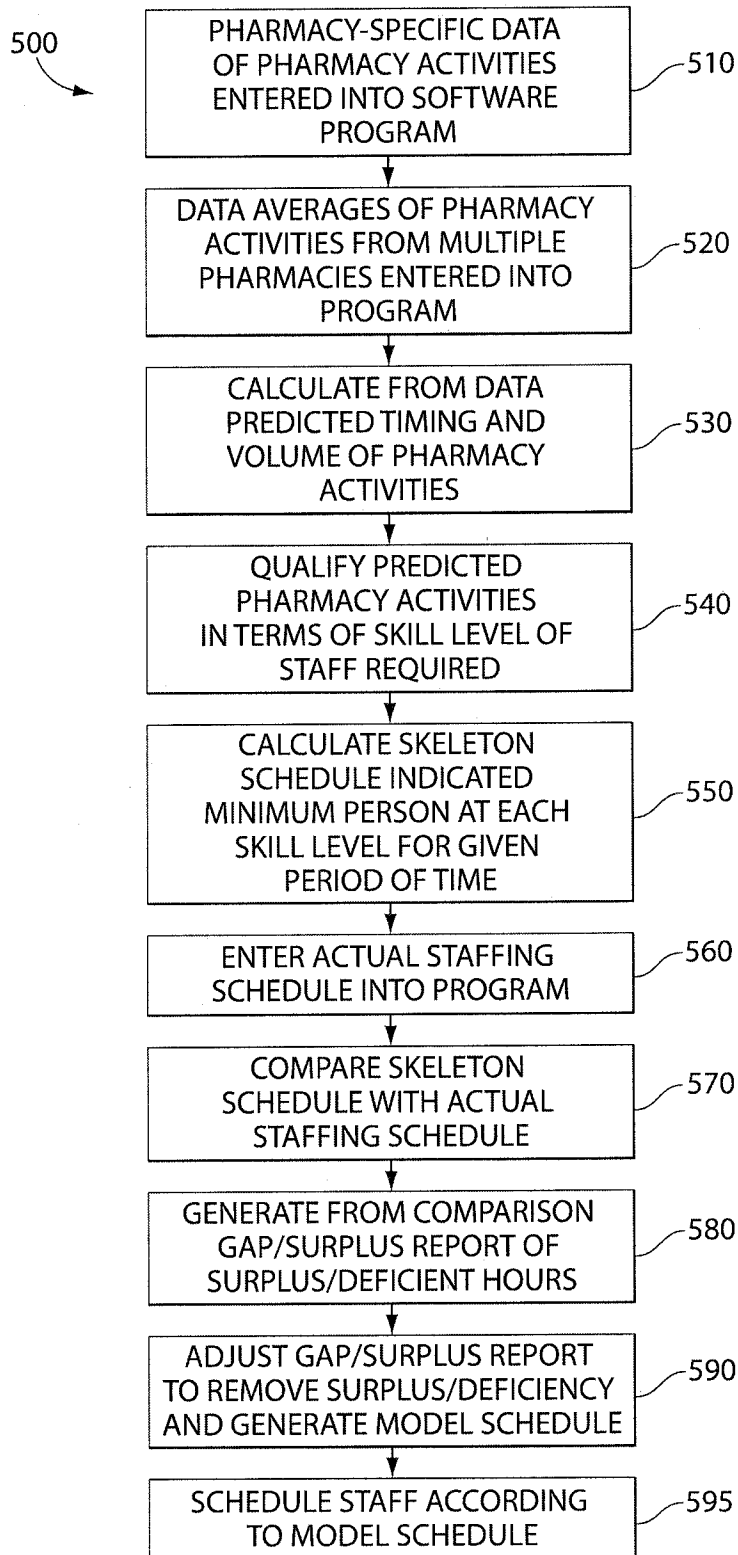 500
PHARMACY-SPECIFIC DATA
OF PHARMACY ACTIVITIES
ENTERED INTO SOFTWARE
PROGRAM
510
DATA AVERAGES OF PHARMACY
ACTIVITIES FROM MULTIPLE
PHARMACIES ENTERED INTO
PROGRAM
520
CALCULATE FROM DATA
PREDICTED TIMING AND
VOLUME OF PHARMACY
ACTIVITIES
530
QUALIFY PREDICTED
PHARMACY ACTIVITIES
IN TERMS OF SKILL LEVEL OF
STAFF REQUIRED
540
CALCULATE SKELETON
SCHEDULE INDICATED
MINIMUM PERSON AT EACH
SKILL LEVEL FOR GIVEN
PERIOD OF TIME
550
ENTER ACTUAL STAFFING
SCHEDULE INTO PROGRAM
560
COMPARE SKELETON
SCHEDULE WITH ACTUAL
STAFFING SCHEDULE
570
GENERATE FROM COMPARISON
GAP/SURPLUS REPORT OF
SURPLUS/DEFICIENT HOURS
580
ADJUST GAP/SURPLUS REPORT
TO REMOVE SURPLUS/DEFICIENCY
AND GENERATE MODEL SCHEDULE
590
SCHEDULE STAFF ACCORDING
TO MODEL SCHEDULE
595